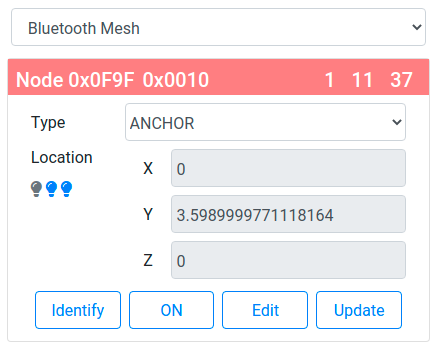 Bluetooth Mesh
Node 0x0F9F 0x0010 1 11 37
Type ANCHOR
Location
X 0
Y 3.5989999771118164
Z 0
Identify ON Edit Update